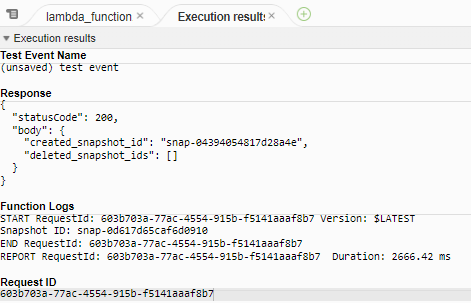 lambda_function
Execution results
Execution results
Test Event Name
(unsaved) test event
Response
{
"statusCode": 200,
"body": {
"created_snapshot_id": "snap-04394054817d28a4e",
"deleted_snapshot_ids": []
}
}
Function Logs
START RequestId: 603b703a-77ac-4554-915b-f5141aaaf8b7 Version: $LATEST
Snapshot ID: snap-0d617d65caf6d0910
END RequestId: 603b703a-77ac-4554-915b-f5141aaaf8b7
REPORT RequestId: 603b703a-77ac-4554-915b-f5141aaaf8b7  Duration: 2666.42 ms
Request ID
603b703a-77ac-4554-915b-f5141aaaf8b7